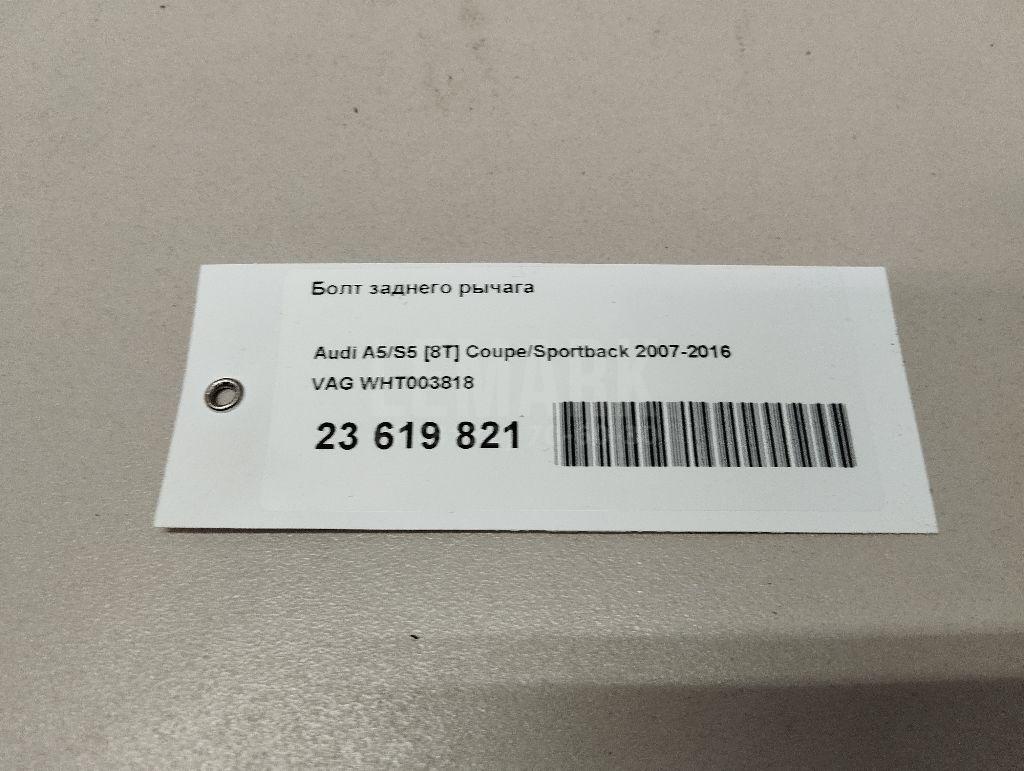 Болт заднего рычага
Audi A5/S5 [8T] Coupe/Sportback 2007-2016
VAG WHT003818
23 619 821